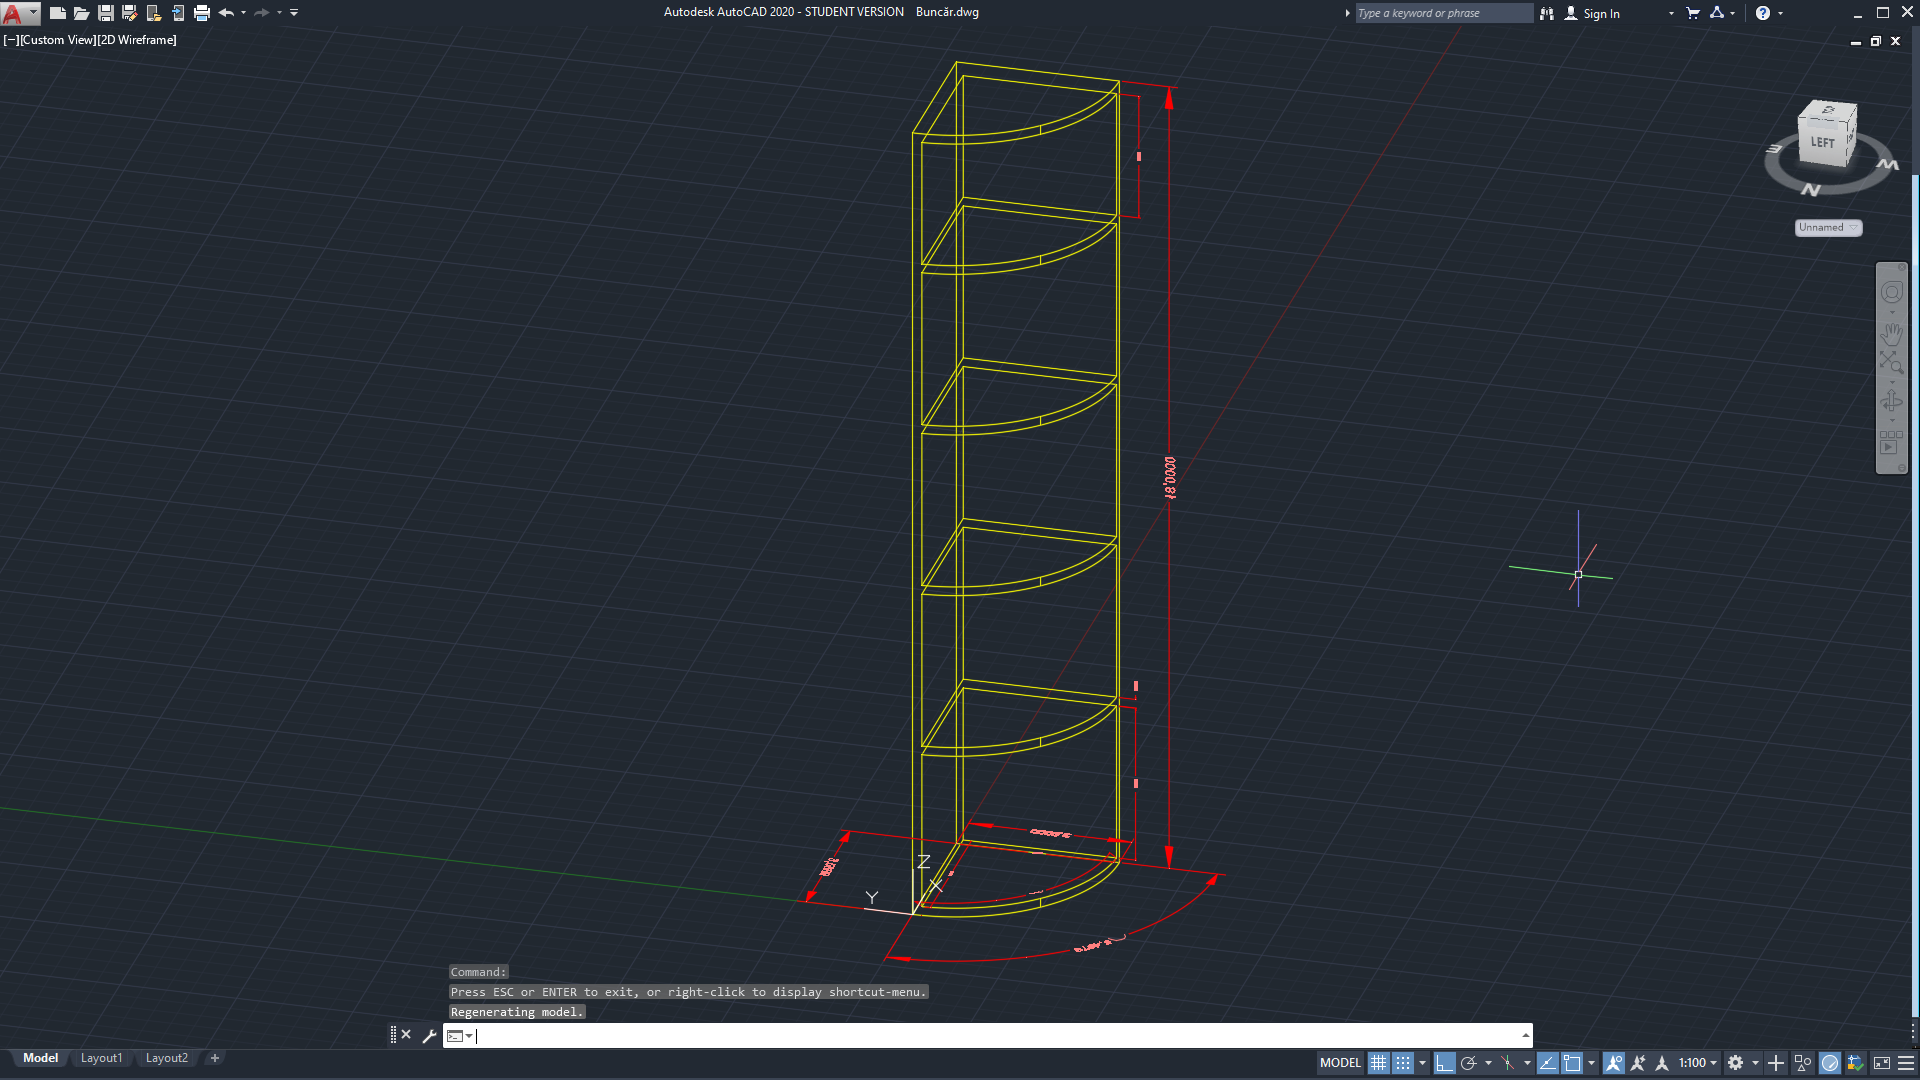 Autodesk AutoCAD 2020 - STUDENT VERSION Buncăr.dwg
Type a keyword or phrase
Sign In
[−][Custom View][2D Wireframe]
LEFT
M
N
Unnamed
18,0000
Z
X
Y
Command:
Press ESC or ENTER to exit, or right-click to display shortcut-menu.
Regenerating model.
Model Layout1 Layout2 +
MODEL
1:100